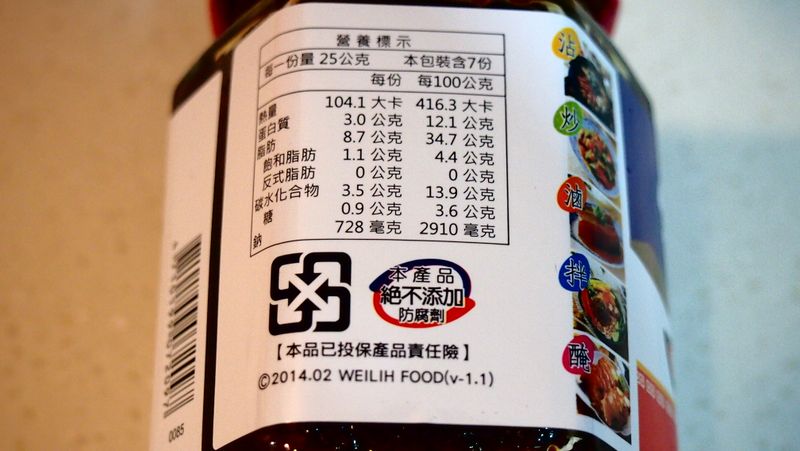 營養標示
每一份量 25公克 本包裝含7份
每份 每100公克
熱量 104.1 大卡 416.3 大卡
蛋白質 3.0 公克 12.1 公克
脂肪 8.7 公克 34.7 公克
飽和脂肪 1.1 公克 4.4 公克
反式脂肪 0 公克 0 公克
碳水化合物 3.5 公克 13.9 公克
糖 0.9 公克 3.6 公克
鈉 728 毫克 2910 毫克
本產品
絕不添加
防腐劑
【本品已投保產品責任險】
©2014.02 WEILIH FOOD(v-1.1)
沾
炒
滷
拌
醃
0085